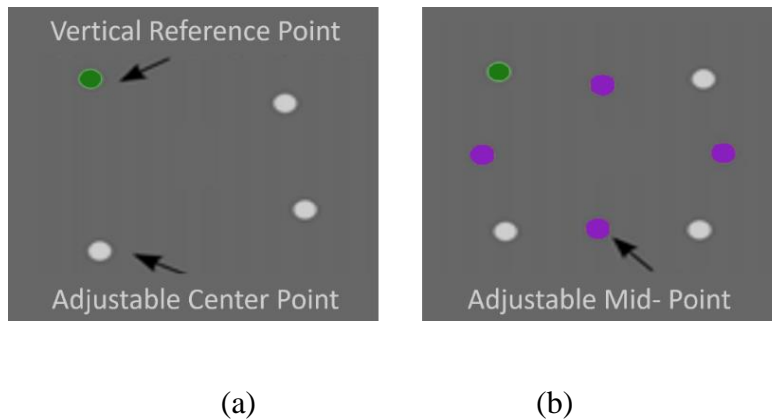 Vertical Reference Point
Adjustable Center Point
Adjustable Mid- Point
(a)
(b)